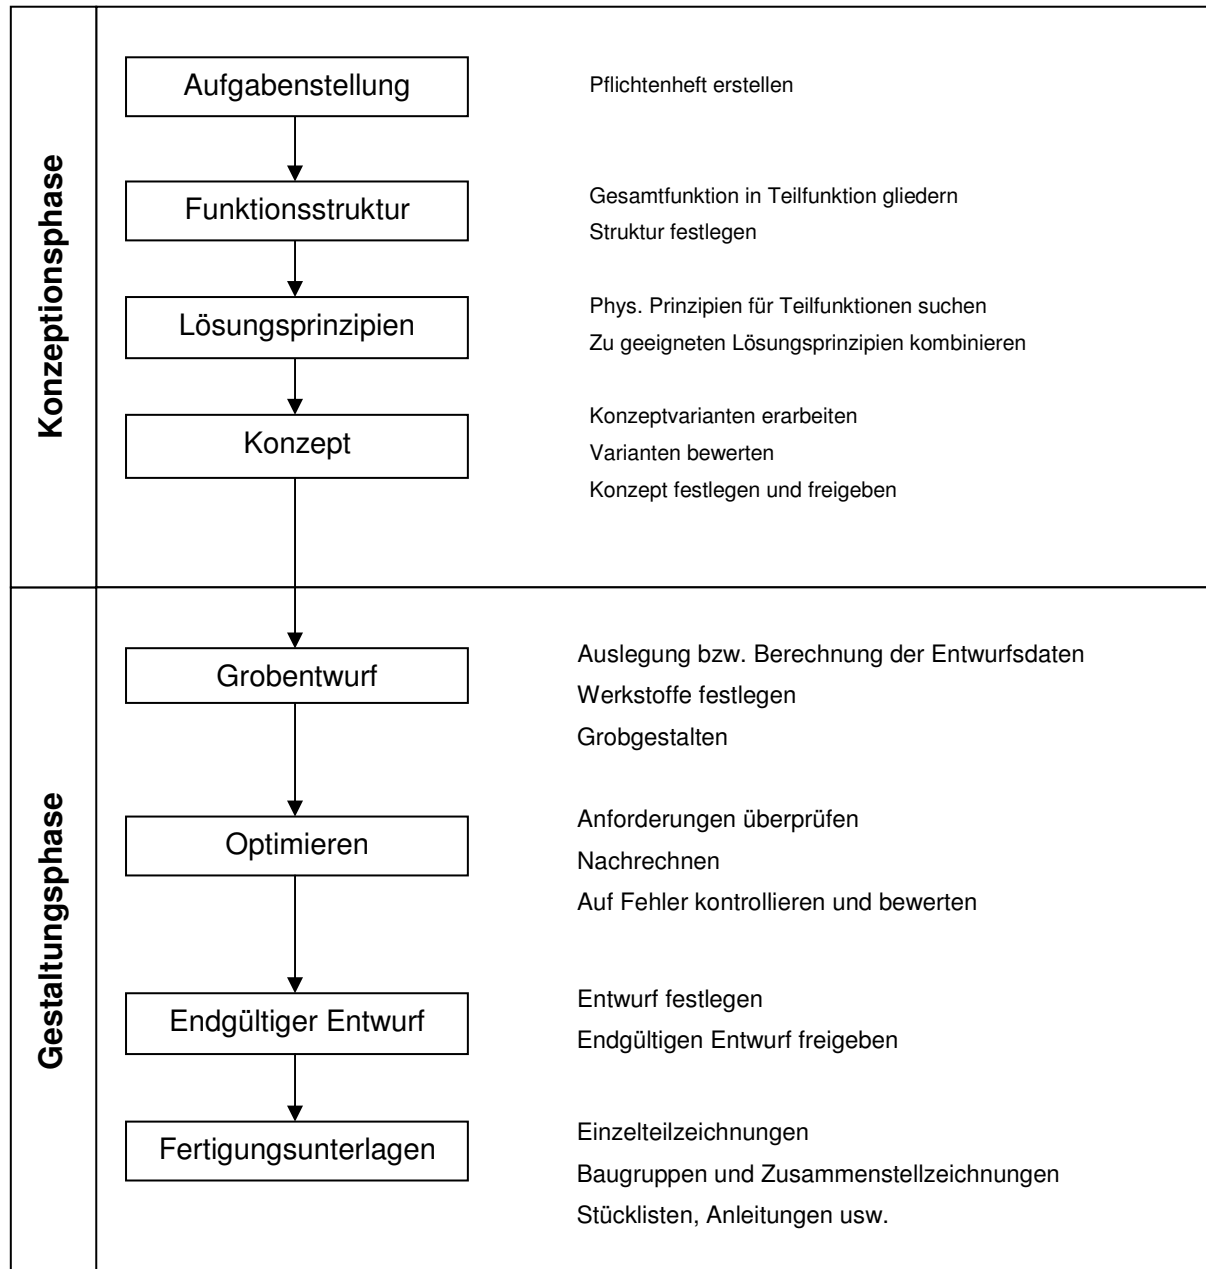 Konzeptionsphase
Aufgabenstellung
Pflichtenheft erstellen
Funktionsstruktur
Gesamtfunktion in Teilfunktion gliedern
Struktur festlegen
Lösungsprinzipien
Phys. Prinzipien für Teilfunktionen suchen
Zu geeigneten Lösungsprinzipien kombinieren
Konzept
Konzeptvarianten erarbeiten
Varianten bewerten
Konzept festlegen und freigeben
Gestaltungsphase
Grobentwurf
Auslegung bzw. Berechnung der Entwurfsdaten
Werkstoffe festlegen
Grobgestalten
Optimieren
Anforderungen überprüfen
Nachrechnen
Auf Fehler kontrollieren und bewerten
Endgültiger Entwurf
Entwurf festlegen
Endgültigen Entwurf freigeben
Fertigungsunterlagen
Einzelteilzeichnungen
Baugruppen und Zusammenstellzeichnungen
Stücklisten, Anleitungen usw.